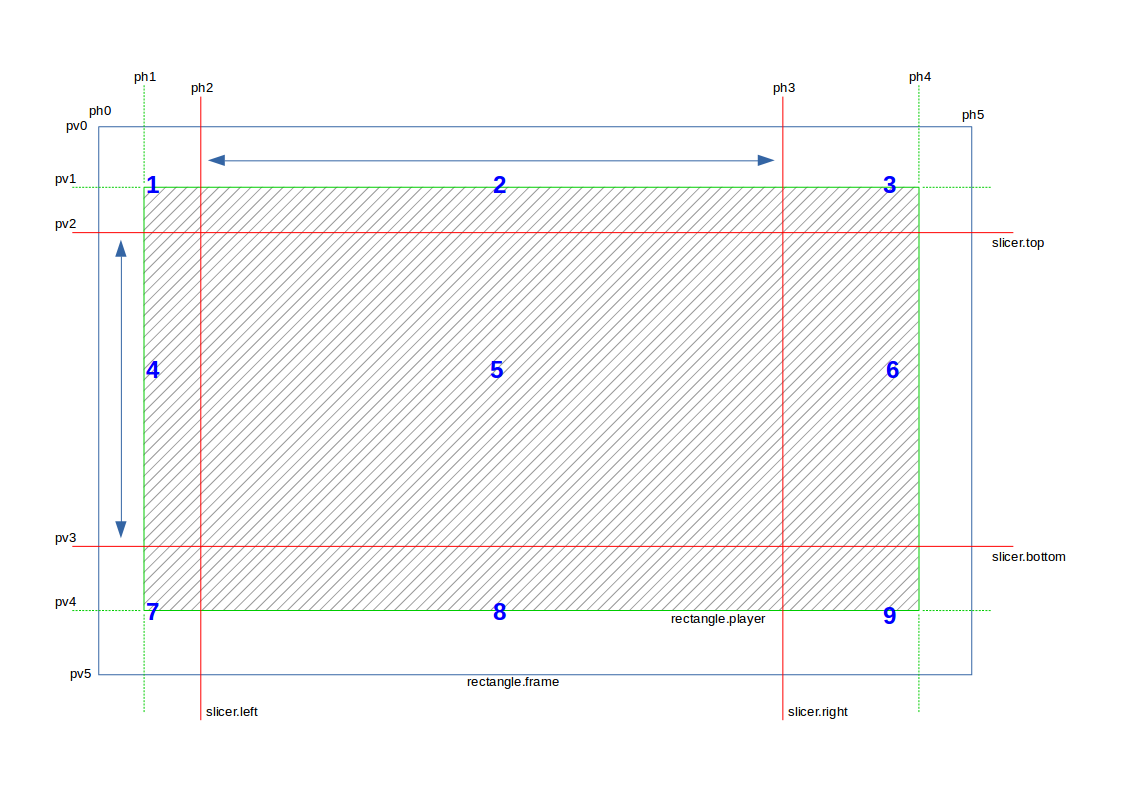 ph1
ph4
ph2
ph3
ph0
ph5
pv0
pv1
1
2
3
pv2
slicer.top
4
5
6
pv3
slicer.bottom
pv4
7
8
9
rectangle.player
pv5
rectangle.frame
slicer.left
slicer.right